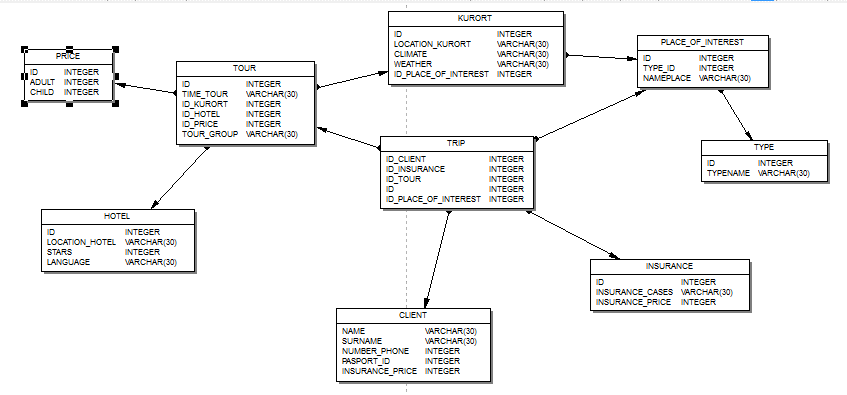 KURORT
ID INTEGER
LOCATION_KURORT VARCHAR(30)
CLIMATE VARCHAR(30)
WEATHER VARCHAR(30)
ID_PLACE_OF_INTEREST INTEGER
PLACE_OF_INTEREST
ID INTEGER
TYPE_ID INTEGER
NAMEPLACE VARCHAR(30)
PRICE
ID INTEGER
ADULT INTEGER
CHILD INTEGER
TOUR
ID INTEGER
TIME_TOUR VARCHAR(30)
ID_KURORT INTEGER
ID_HOTEL INTEGER
ID_PRICE INTEGER
TOUR_GROUP VARCHAR(30)
TRIP
ID_CLIENT INTEGER
ID_INSURANCE INTEGER
ID_TOUR INTEGER
ID INTEGER
ID_PLACE_OF_INTEREST INTEGER
TYPE
ID INTEGER
TYPENAME VARCHAR(30)
HOTEL
ID INTEGER
LOCATION_HOTEL VARCHAR(30)
STARS INTEGER
LANGUAGE VARCHAR(30)
INSURANCE
ID INTEGER
INSURANCE_CASES VARCHAR(30)
INSURANCE_PRICE INTEGER
CLIENT
NAME VARCHAR(30)
SURNAME VARCHAR(30)
NUMBER_PHONE INTEGER
PASPORT_ID INTEGER
INSURANCE_PRICE INTEGER